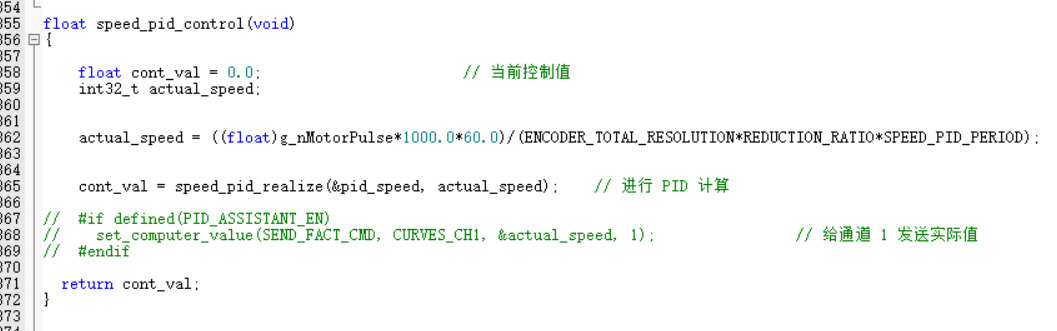 354
355 float speed_pid_control(void)
356 {
357
358 float cont_val = 0.0; // 当前控制值
359 int32_t actual_speed;
360
361
362 actual_speed = ((float)g_nMotorPulse*1000.0*60.0)/(ENCODER_TOTAL_RESOLUTION*REDUCTION_RATIO*SPEED_PID_PERIOD);
363
364
365 cont_val = speed_pid_realize(&pid_speed, actual_speed); // 进行 PID 计算
366
367 // #if defined(PID_ASSISTANT_EN)
368 // set_computer_value(SEND_FACT_CMD, CURVES_CH1, &actual_speed, 1); // 给通道 1 发送实际值
369 // #endif
370
371 return cont_val;
372 }
373